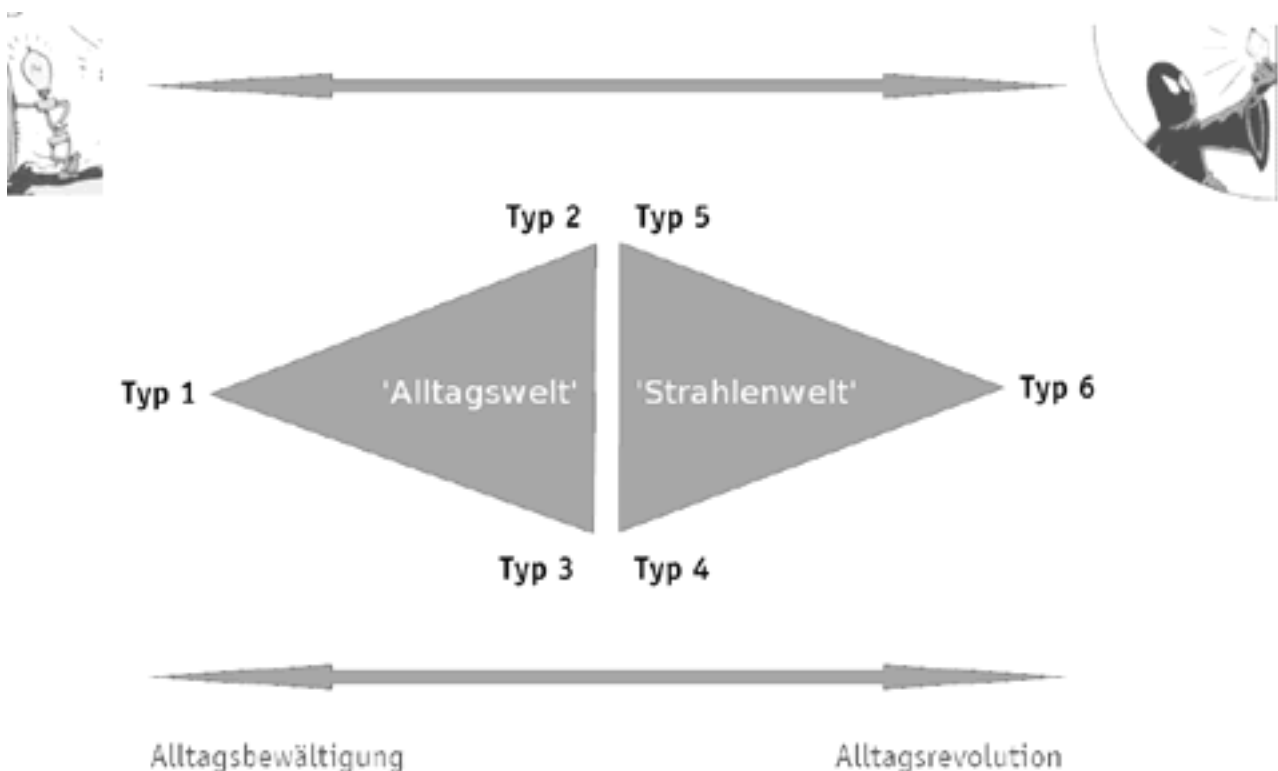 Typ 2 Typ 5
Typ 1 'Alltagswelt' 'Strahlenwelt' Typ 6
Typ 3 Typ 4
Alltagsbewältigung Alltagsrevolution